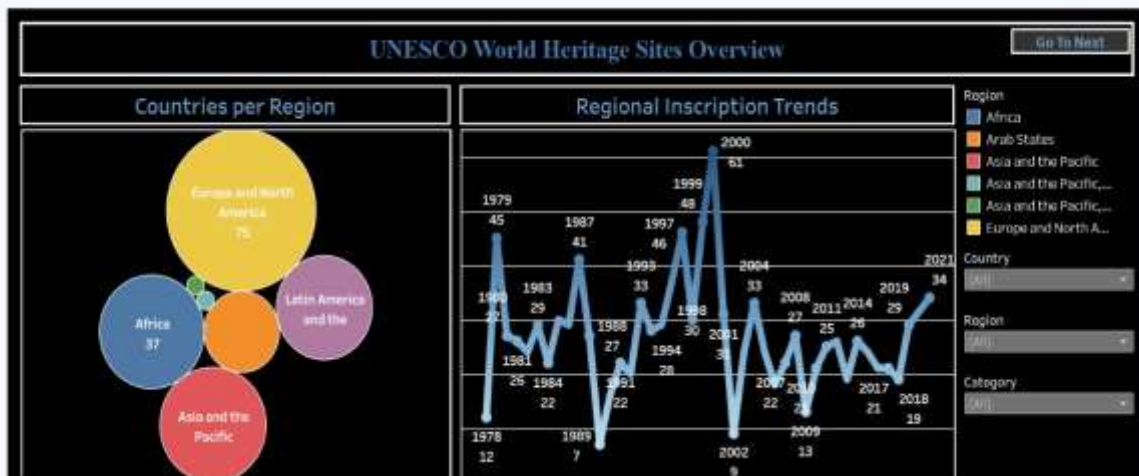 UNESCO World Heritage Sites Overview
Go To Next
Countries per Region
Europe and North
America
75
Latin America
and the
Africa
37
Asia and the
Pacific
Regional Inscription Trends
2000
61
1979
45
1999
48
1987
41
1997
46
2021
34
1983
29
1993
33
2004
33
2019
29
1980
27
1988
27
1998
30
2008
27
2011
25
2014
26
1981
26
1984
22
1991
22
1994
28
2001
22
2017
21
2018
19
1978
12
1989
7
2009
13
2002
9
Region
Africa
Arab States
Asia and the Pacific
Asia and the Pacific,...
Asia and the Pacific,...
Europe and North A...
Country
(All)
Region
(All)
Category
(All)